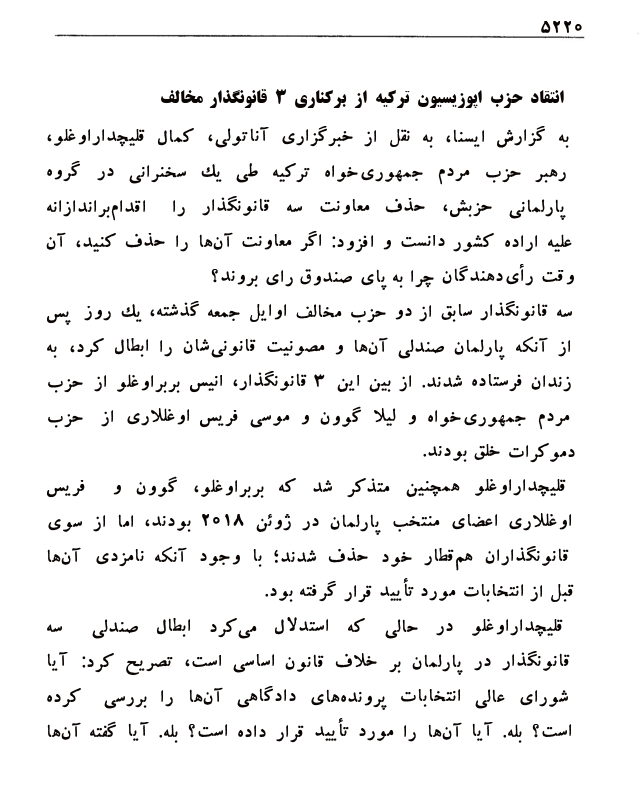 ۵۲۲۰
انتقاد حزب اپوزیسیون ترکیه از برکناری ۳ قانونگذار مخالف
به گزارش ایسنا، به نقل از خبرگزاری آناتولی، کمال قلیچداراوغلو،
رهبر حزب مردم جمهوری‌خواه ترکیه طی یك سخنرانی در گروه
پارلمانی حزبش، حذف معاونت سه قانونگذار را اقدام‌براندازانه
علیه اراده کشور دانست و افزود: اگر معاونت آن‌ها را حذف کنید، آن
وقت رأی‌دهندگان چرا به پای صندوق رای بروند؟
سه قانونگذار سابق از دو حزب مخالف اوایل جمعه گذشته، یك روز پس
از آنکه پارلمان صندلی آن‌ها و مصونیت قانونی‌شان را ابطال کرد، به
زندان فرستاده شدند. از بین این ۳ قانونگذار، انیس بربراوغلو از حزب
مردم جمهوری‌خواه و لیلا گوون و موسی فریس اوغللاری از حزب
دموکرات خلق بودند.
قلیچداراوغلو همچنین متذکر شد که بربراوغلو، گوون و فریس
اوغللاری اعضای منتخب پارلمان در ژوئن ۲۰۱۸ بودند، اما از سوی
قانونگذاران هم‌قطار خود حذف شدند؛ با وجود آنکه نامزدی آن‌ها
قبل از انتخابات مورد تأیید قرار گرفته بود.
قلیچداراوغلو در حالی که استدلال می‌کرد ابطال صندلی سه
قانونگذار در پارلمان بر خلاف قانون اساسی است، تصریح کرد: آیا
شورای عالی انتخابات پرونده‌های دادگاهی آن‌ها را بررسی کرده
است؟ بله. آیا آن‌ها را مورد تأیید قرار داده است؟ بله. آیا گفته آن‌ها